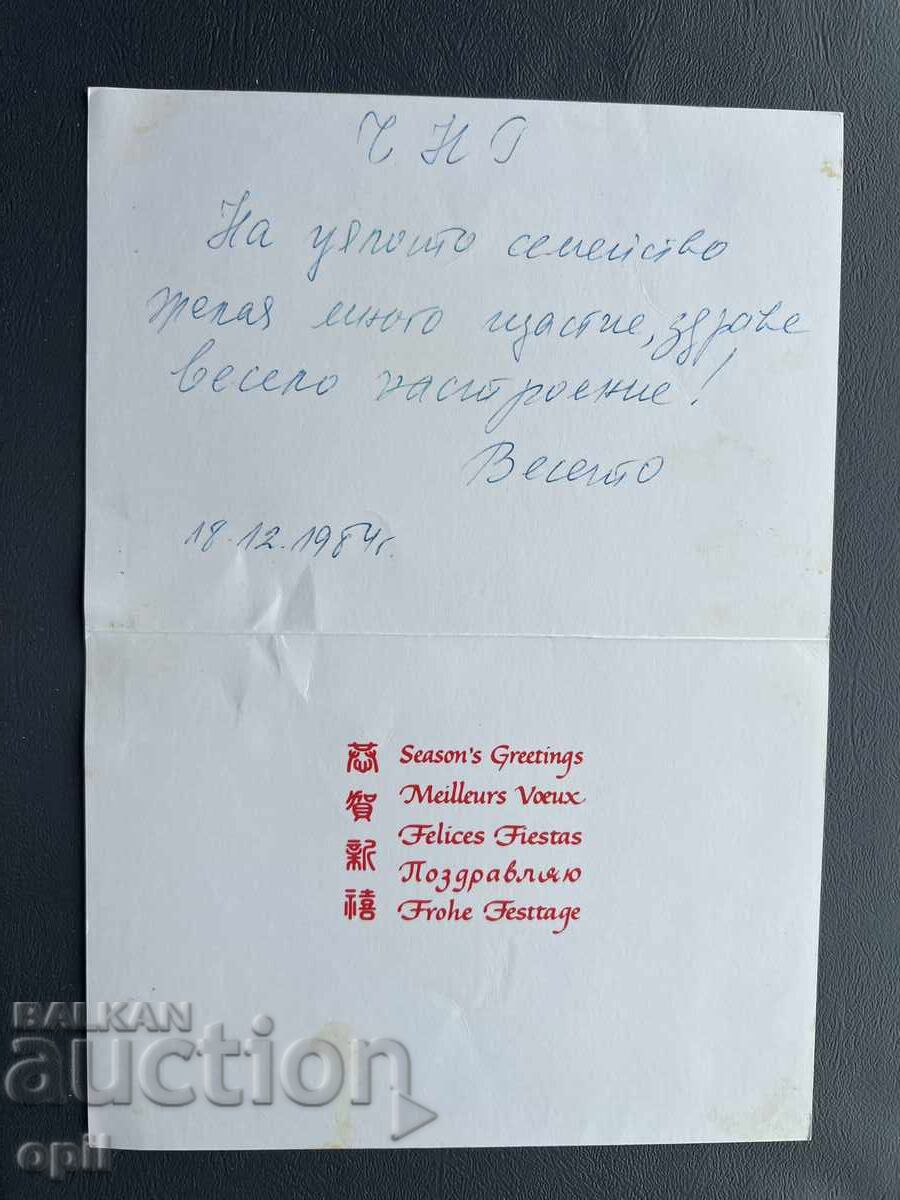 ЧНГ
На цялото семейство
желая много щастие, здраве
весело настроение!
Весето
18.12.1984г.
恭賀新禧
Season's Greetings
Meilleurs Vœux
Felices Fiestas
Поздравляю
Frohe Festtage
BALKAN
auction
opil